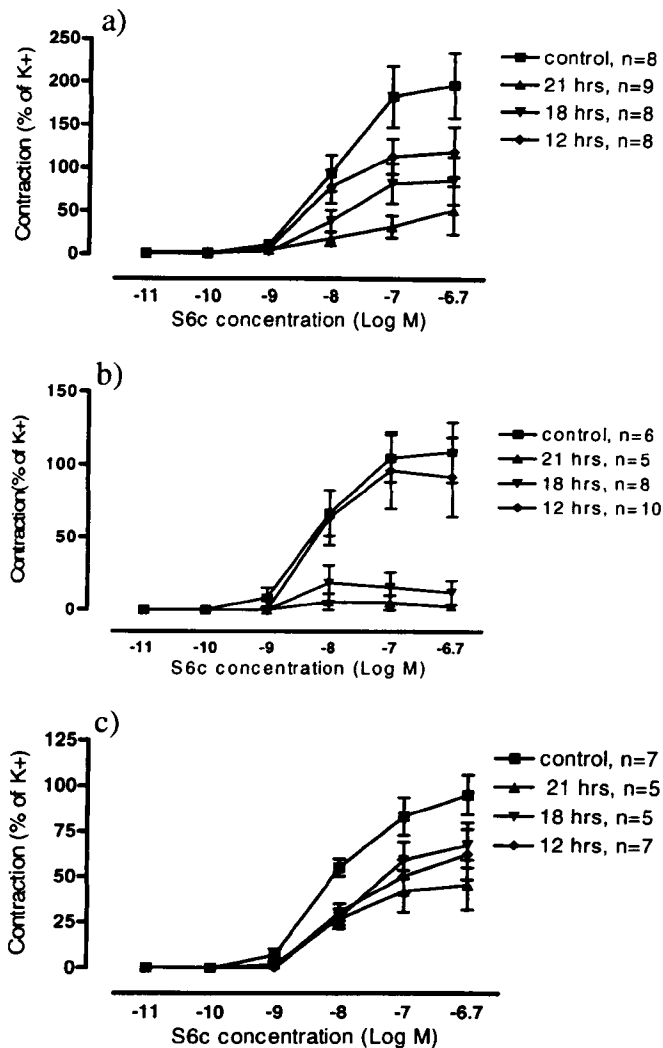 a)
250
200
150
100
50
0
Contraction (% of K+)
-11 -10 -9 -8 -7 -6.7
S6c concentration (Log M)
control, n=8
21 hrs, n=9
18 hrs, n=8
12 hrs, n=8
b)
150
100
50
0
Contraction(% of K+)
-11 -10 -9 -8 -7 -6.7
S6c concentration (Log M)
control, n=6
21 hrs, n=5
18 hrs, n=8
12 hrs, n=10
c)
125
100
75
50
25
0
Contraction (% of K+)
-11 -10 -9 -8 -7 -6.7
S6c concentration (Log M)
control, n=7
21 hrs, n=5
18 hrs, n=5
12 hrs, n=7